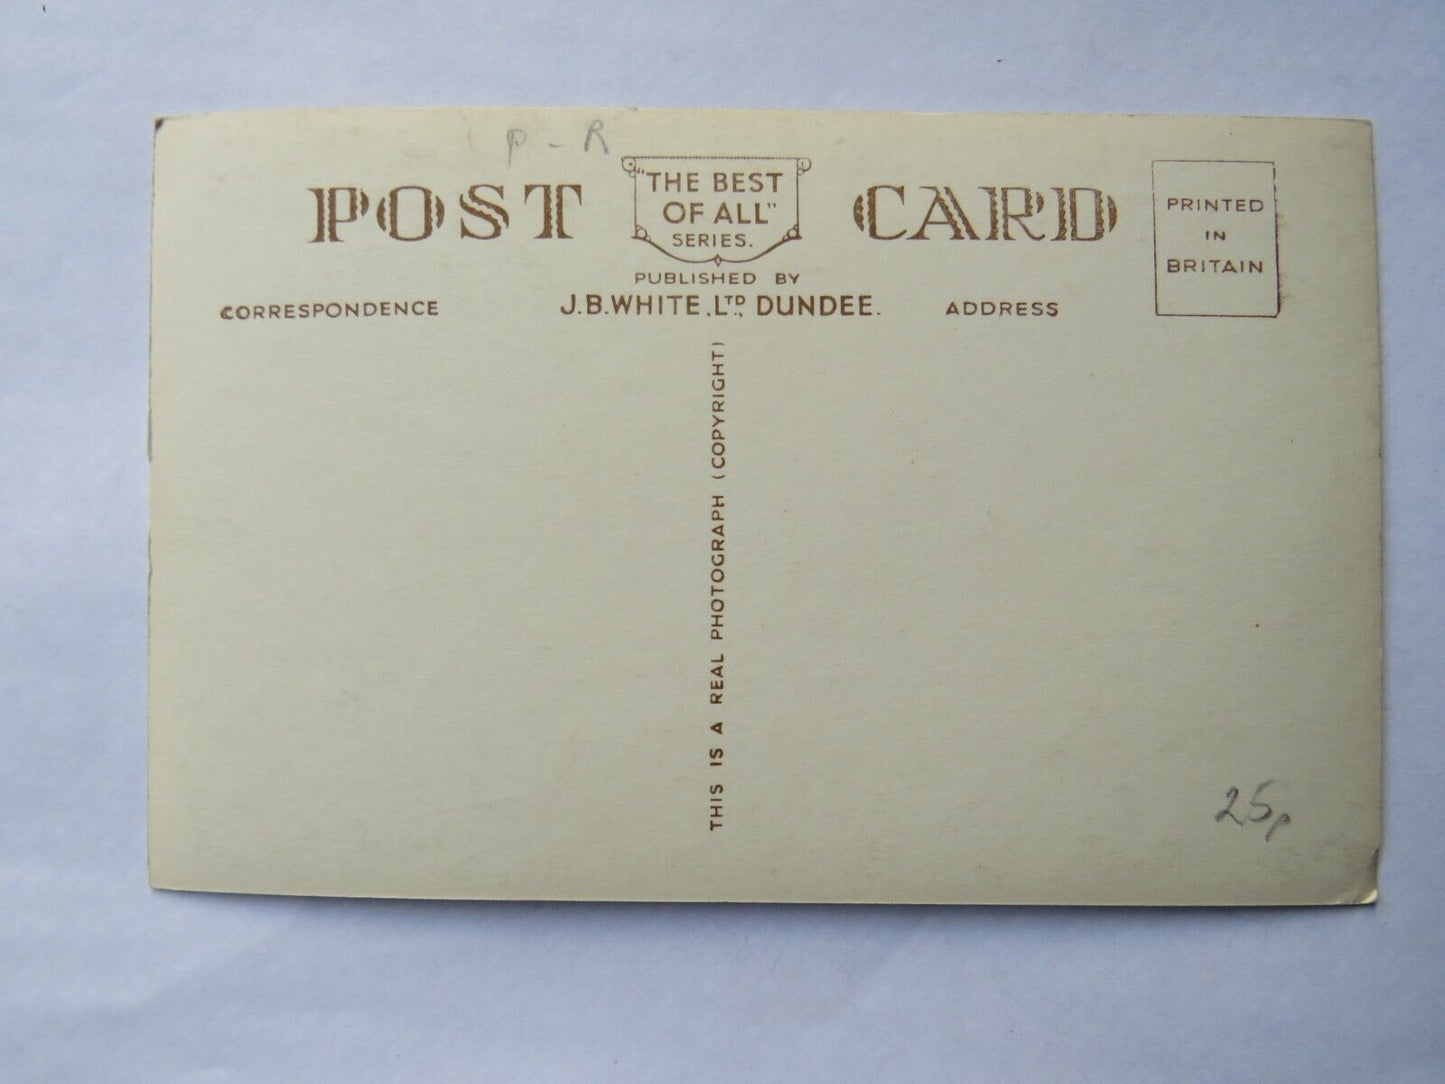 P - R
POST CARD
"THE BEST
OF ALL"
SERIES.
PUBLISHED BY
J.B.WHITE, LTD., DUNDEE.
CORRESPONDENCE
ADDRESS
PRINTED
IN
BRITAIN
THIS IS A REAL PHOTOGRAPH (COPYRIGHT)
25p